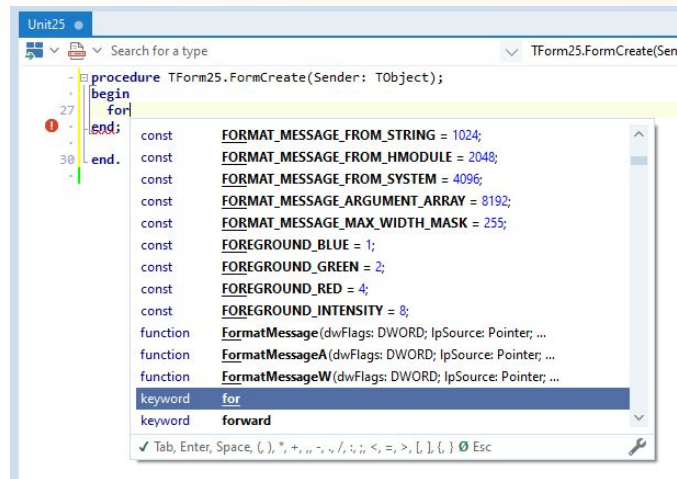 Unit25
Search for a type
TForm25.FormCreate(Sen
procedure TForm25.FormCreate(Sender: TObject);
begin
27 for
end;
30 end.
const FORMAT_MESSAGE_FROM_STRING = 1024;
const FORMAT_MESSAGE_FROM_HMODULE = 2048;
const FORMAT_MESSAGE_FROM_SYSTEM = 4096;
const FORMAT_MESSAGE_ARGUMENT_ARRAY = 8192;
const FORMAT_MESSAGE_MAX_WIDTH_MASK = 255;
const FOREGROUND_BLUE = 1;
const FOREGROUND_GREEN = 2;
const FOREGROUND_RED = 4;
const FOREGROUND_INTENSITY = 8;
function FormatMessage(dwFlags: DWORD; lpSource: Pointer; ...
function FormatMessageA(dwFlags: DWORD; lpSource: Pointer; ...
function FormatMessageW(dwFlags: DWORD; lpSource: Pointer; ...
keyword for
keyword forward
✓ Tab, Enter, Space, (, ), *, +, ,, -, ., /, :, ;, <, =, >, [, ], {, } Ø Esc